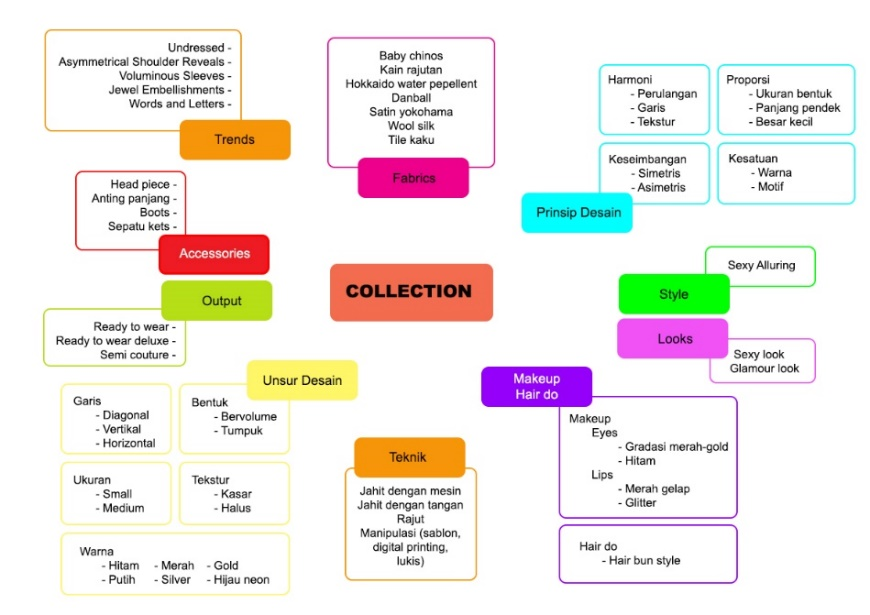 Undressed -
Asymmetrical Shoulder Reveals -
Voluminous Sleeves -
Jewel Embellishments -
Words and Letters -
Trends
Baby chinos
Kain rajutan
Hokkaido water pepellent
Danball
Satin yokohama
Wool silk
Tile kaku
Fabrics
Harmoni
- Perulangan
- Garis
- Tekstur
Proporsi
- Ukuran bentuk
- Panjang pendek
- Besar kecil
Keseimbangan
- Simetris
- Asimetris
Kesatuan
- Warna
- Motif
Prinsip Desain
Head piece -
Anting panjang -
Boots -
Sepatu kets -
Accessories
COLLECTION
Sexy Alluring
Style
Output
Ready to wear -
Ready to wear deluxe -
Semi couture -
Looks
Sexy look
Glamour look
Unsur Desain
Garis
- Diagonal
- Vertikal
- Horizontal
Bentuk
- Bervolume
- Tumpuk
Ukuran
- Small
- Medium
Tekstur
- Kasar
- Halus
Warna
- Hitam - Merah - Gold
- Putih - Silver - Hijau neon
Teknik
Jahit dengan mesin
Jahit dengan tangan
Rajut
Manipulasi (sablon,
digital printing,
lukis)
Makeup
Hair do
Makeup
Eyes
- Gradasi merah-gold
- Hitam
Lips
- Merah gelap
- Glitter
Hair do
- Hair bun style